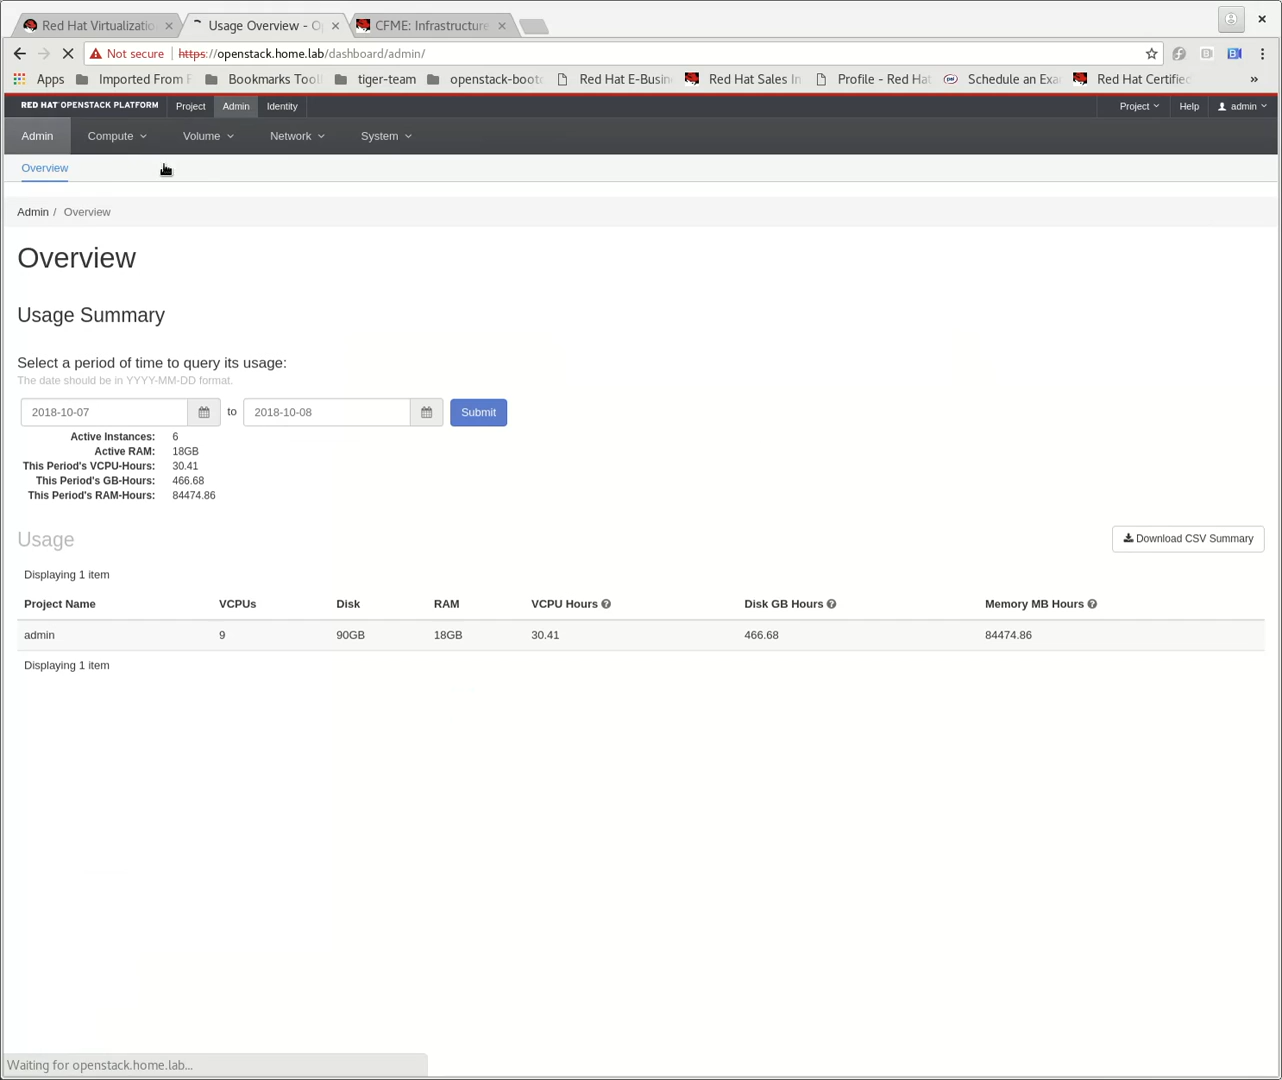 Red Hat Virtualizatio
Usage Overview - O
CFME: Infrastructure
Not secure https://openstack.home.lab/dashboard/admin/
Apps Imported From F Bookmarks Tool tiger-team openstack-boot Red Hat E-Busin Red Hat Sales In Profile - Red Hat Schedule an Exa Red Hat Certified »
RED HAT OPENSTACK PLATFORM Project Admin Identity Project Help admin
Admin Compute Volume Network System
Overview
Admin / Overview
Overview
Usage Summary
Select a period of time to query its usage:
The date should be in YYYY-MM-DD format.
2018-10-07 to 2018-10-08 Submit
Active Instances: 6
Active RAM: 18GB
This Period's VCPU-Hours: 30.41
This Period's GB-Hours: 466.68
This Period's RAM-Hours: 84474.86
Usage Download CSV Summary
Displaying 1 item
Project Name VCPUs Disk RAM VCPU Hours Disk GB Hours Memory MB Hours
admin 9 90GB 18GB 30.41 466.68 84474.86
Displaying 1 item
Waiting for openstack.home.lab...